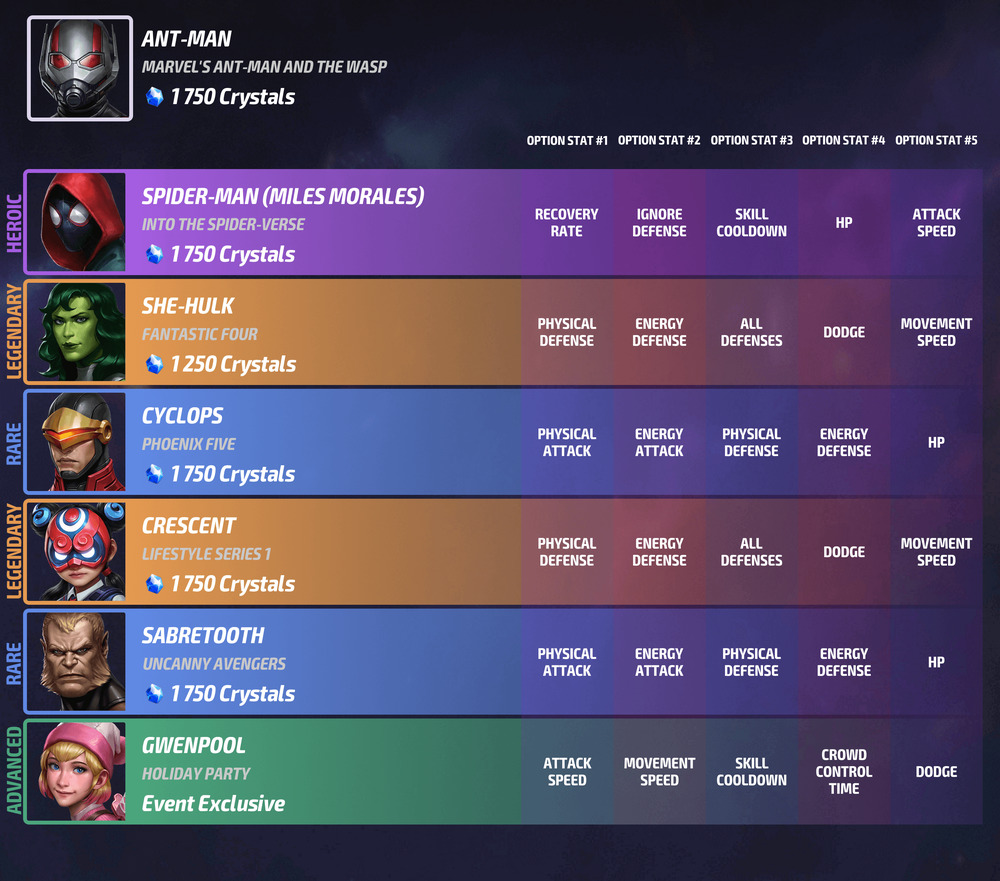 ANT-MAN
MARVEL'S ANT-MAN AND THE WASP
1 750 Crystals
OPTION STAT #1 OPTION STAT #2 OPTION STAT #3 OPTION STAT #4 OPTION STAT #5
HEROIC
SPIDER-MAN (MILES MORALES)
INTO THE SPIDER-VERSE
1 750 Crystals
RECOVERY
RATE
IGNORE
DEFENSE
SKILL
COOLDOWN
HP
ATTACK
SPEED
LEGENDARY
SHE-HULK
FANTASTIC FOUR
1 250 Crystals
PHYSICAL
DEFENSE
ENERGY
DEFENSE
ALL
DEFENSES
DODGE
MOVEMENT
SPEED
RARE
CYCLOPS
PHOENIX FIVE
1 750 Crystals
PHYSICAL
ATTACK
ENERGY
ATTACK
PHYSICAL
DEFENSE
ENERGY
DEFENSE
HP
LEGENDARY
CRESCENT
LIFESTYLE SERIES 1
1 750 Crystals
PHYSICAL
DEFENSE
ENERGY
DEFENSE
ALL
DEFENSES
DODGE
MOVEMENT
SPEED
RARE
SABRETOOTH
UNCANNY AVENGERS
1 750 Crystals
PHYSICAL
ATTACK
ENERGY
ATTACK
PHYSICAL
DEFENSE
ENERGY
DEFENSE
HP
ADVANCED
GWENPOOL
HOLIDAY PARTY
Event Exclusive
ATTACK
SPEED
MOVEMENT
SPEED
SKILL
COOLDOWN
CROWD
CONTROL
TIME
DODGE